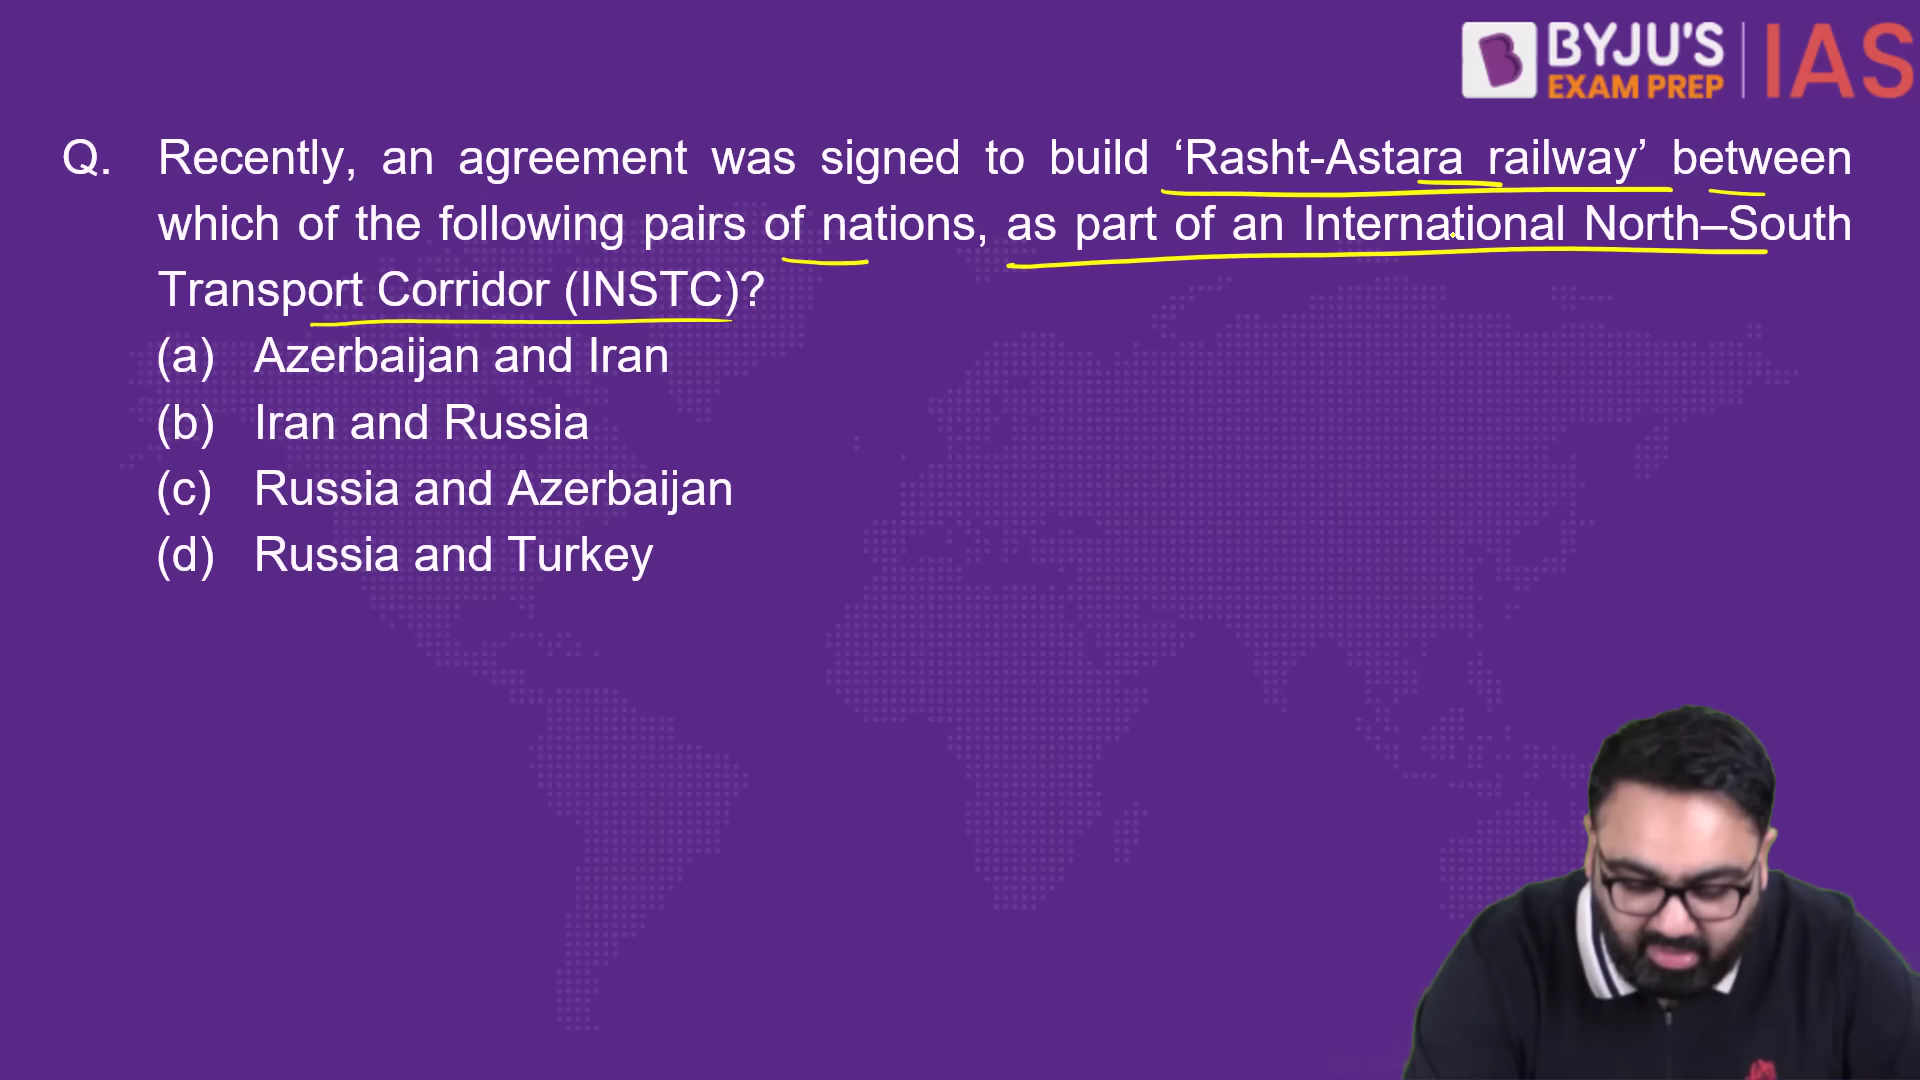 BYJU'S
EXAM PREP
IAS
Q. Recently, an agreement was signed to build ‘Rasht-Astara railway’ between
which of the following pairs of nations, as part of an International North–South
Transport Corridor (INSTC)?
(a) Azerbaijan and Iran
(b) Iran and Russia
(c) Russia and Azerbaijan
(d) Russia and Turkey